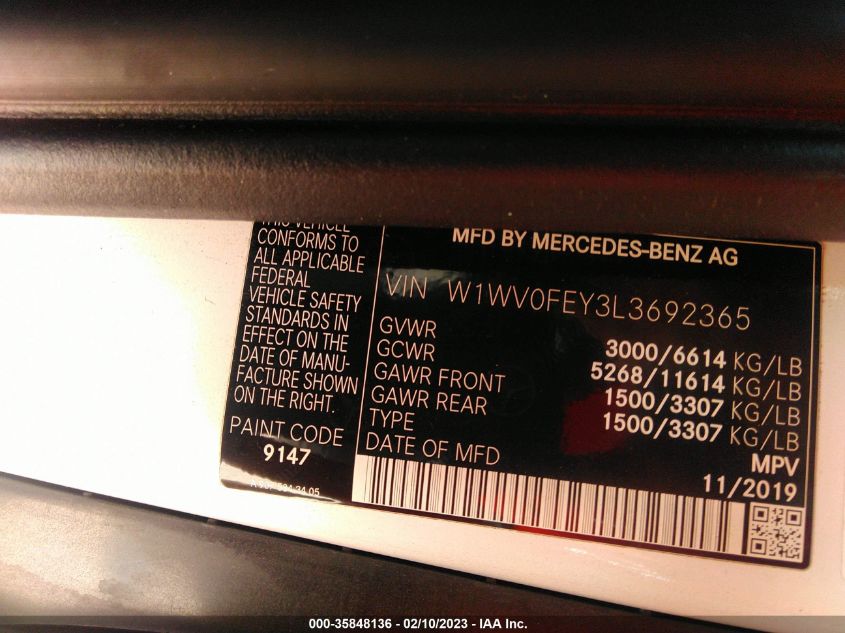 THIS VEHICLE
CONFORMS TO
ALL APPLICABLE
FEDERAL
VEHICLE SAFETY
STANDARDS IN
EFFECT ON THE
DATE OF MANU-
FACTURE SHOWN
ON THE RIGHT.
PAINT CODE
9147
MFD BY MERCEDES-BENZ AG
VIN W1WV0FEY3L3692365
GVWR 3000/6614 KG/LB
GCWR 5268/11614 KG/LB
GAWR FRONT 1500/3307 KG/LB
GAWR REAR 1500/3307 KG/LB
TYPE MPV
DATE OF MFD 11/2019
000-35848136 - 02/10/2023 - IAA Inc.